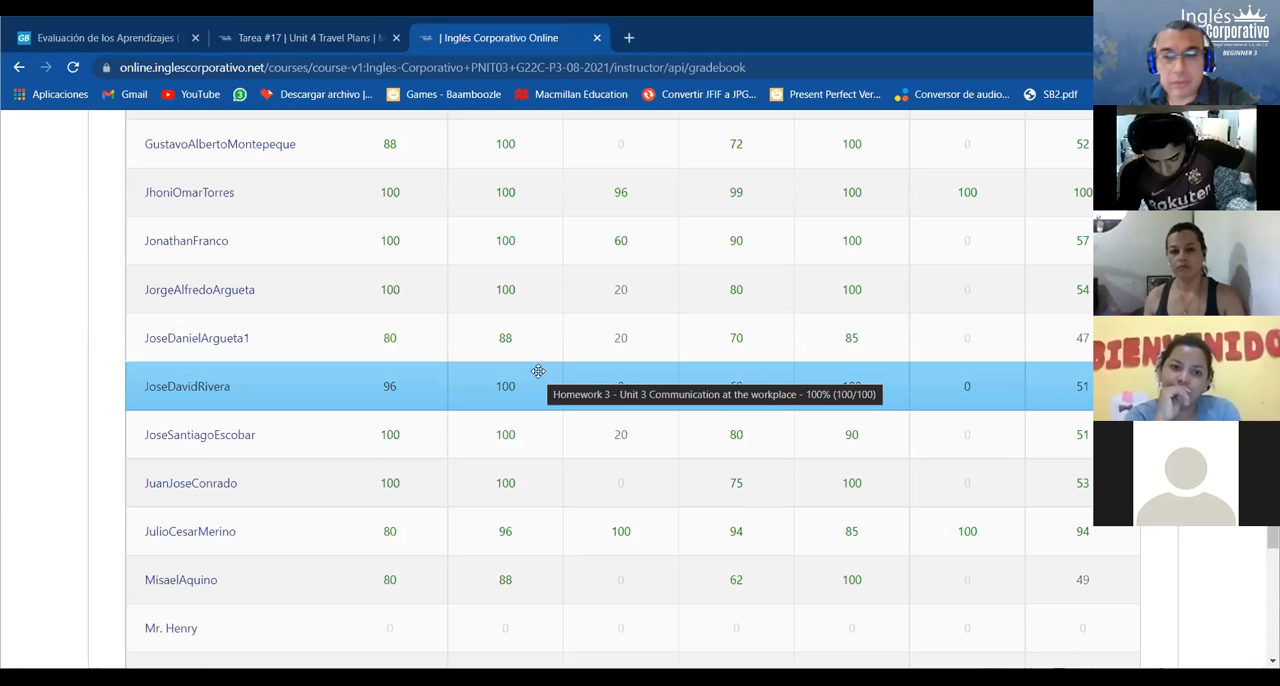 Evaluación de los Aprendizajes (
Tarea #17 | Unit 4 Travel Plans | M
| Inglés Corporativo Online
online.inglescorporativo.net/courses/course-v1:Ingles-Corporativo+PNIT03+G22C-P3-08-2021/instructor/api/gradebook
Aplicaciones Gmail YouTube 3 Descargar archivo |... Games - Baamboozle Macmillan Education Convertir JFIF a JPG... Present Perfect Ver... Conversor de audio... SB2.pdf
GustavoAlbertoMontepeque 88 100 0 72 100 0 52
JhoniOmarTorres 100 100 96 99 100 100 100
JonathanFranco 100 100 60 90 100 0 57
JorgeAlfredoArgueta 100 100 20 80 100 0 54
JoseDanielArgueta1 80 88 20 70 85 47
JoseDavidRivera 96 100 0 51
Homework 3 - Unit 3 Communication at the workplace - 100% (100/100)
JoseSantiagoEscobar 100 100 20 80 90 0 51
JuanJoseConrado 100 100 0 75 100 0 53
JulioCesarMerino 80 96 100 94 85 100 94
MisaelAquino 80 88 0 62 100 0 49
Mr. Henry 0 0 0 0 0 0 0
Inglés
Corporativo
BEGINNER 3
Rakuten
BIENVENIDO